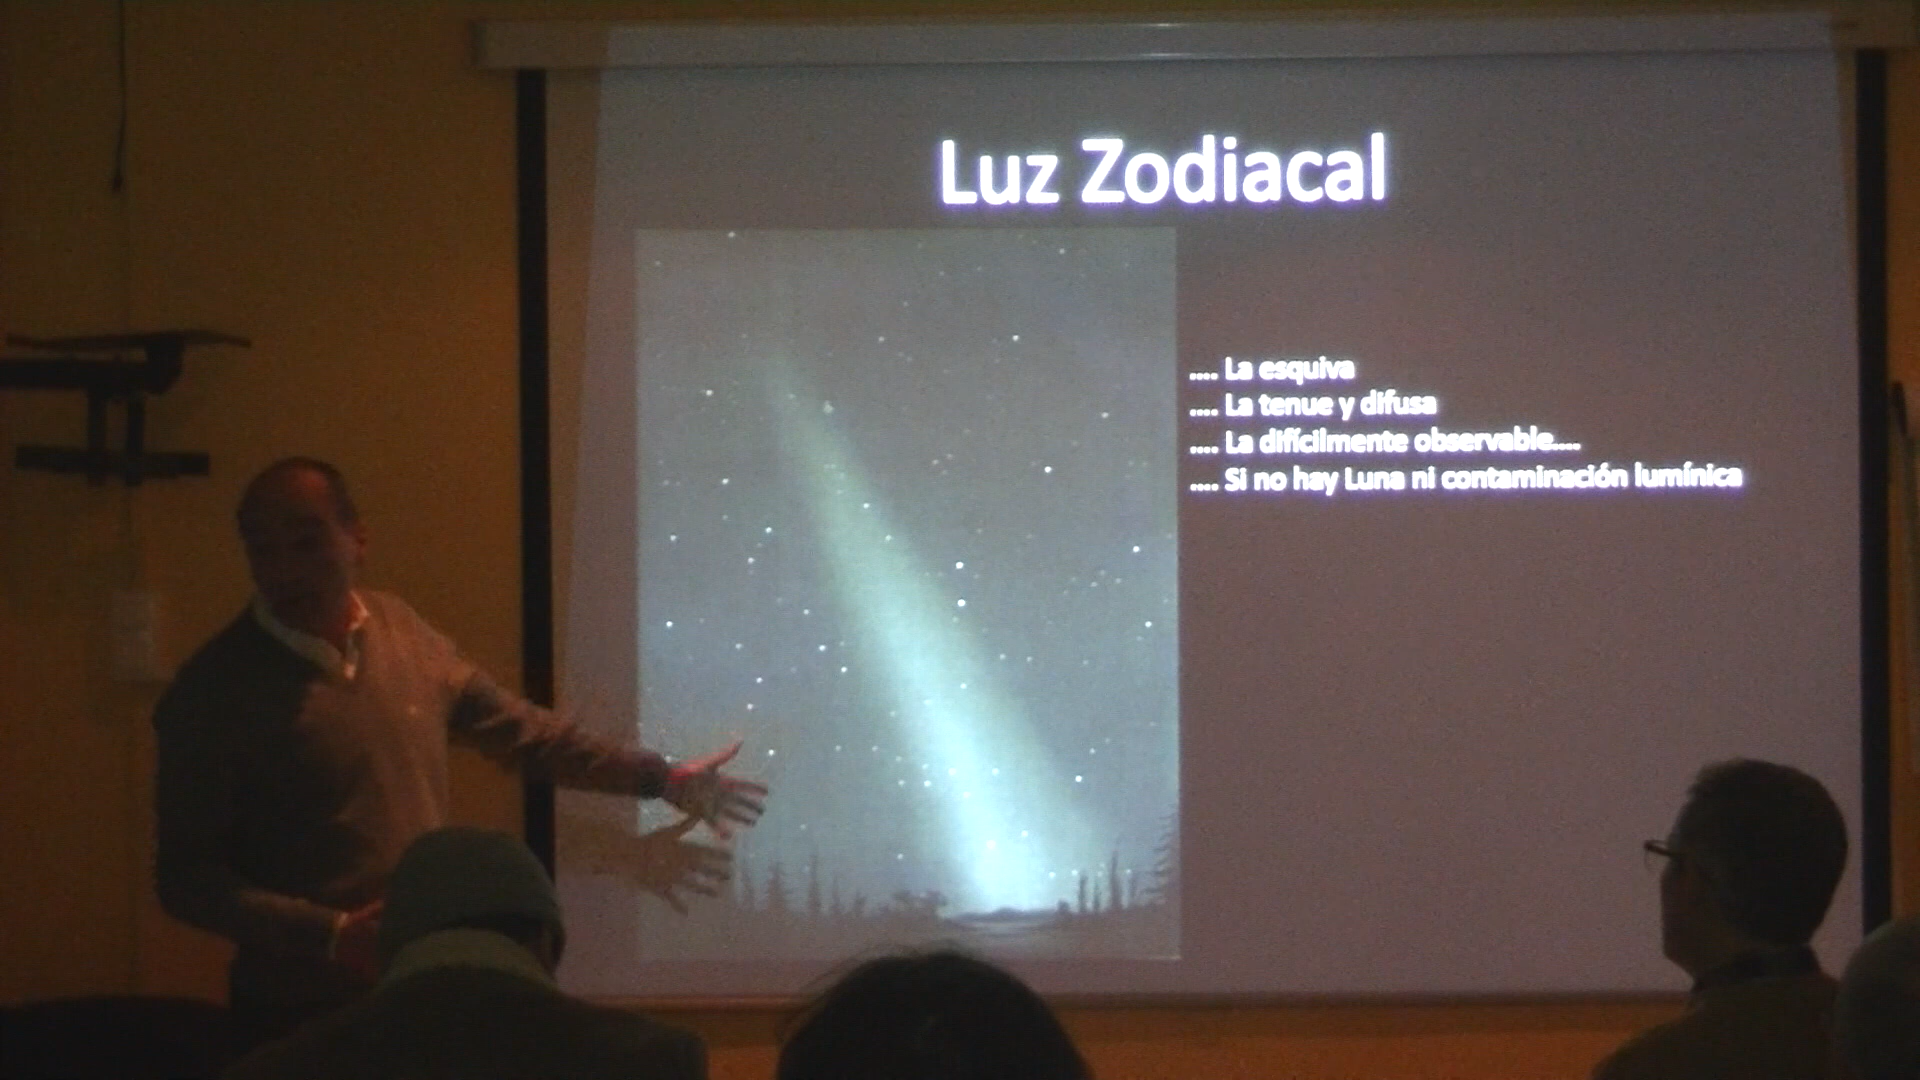 Luz Zodiacal
.... La esquiva
.... La tenue y difusa
.... La difícilmente observable....
.... Si no hay Luna ni contaminación lumínica